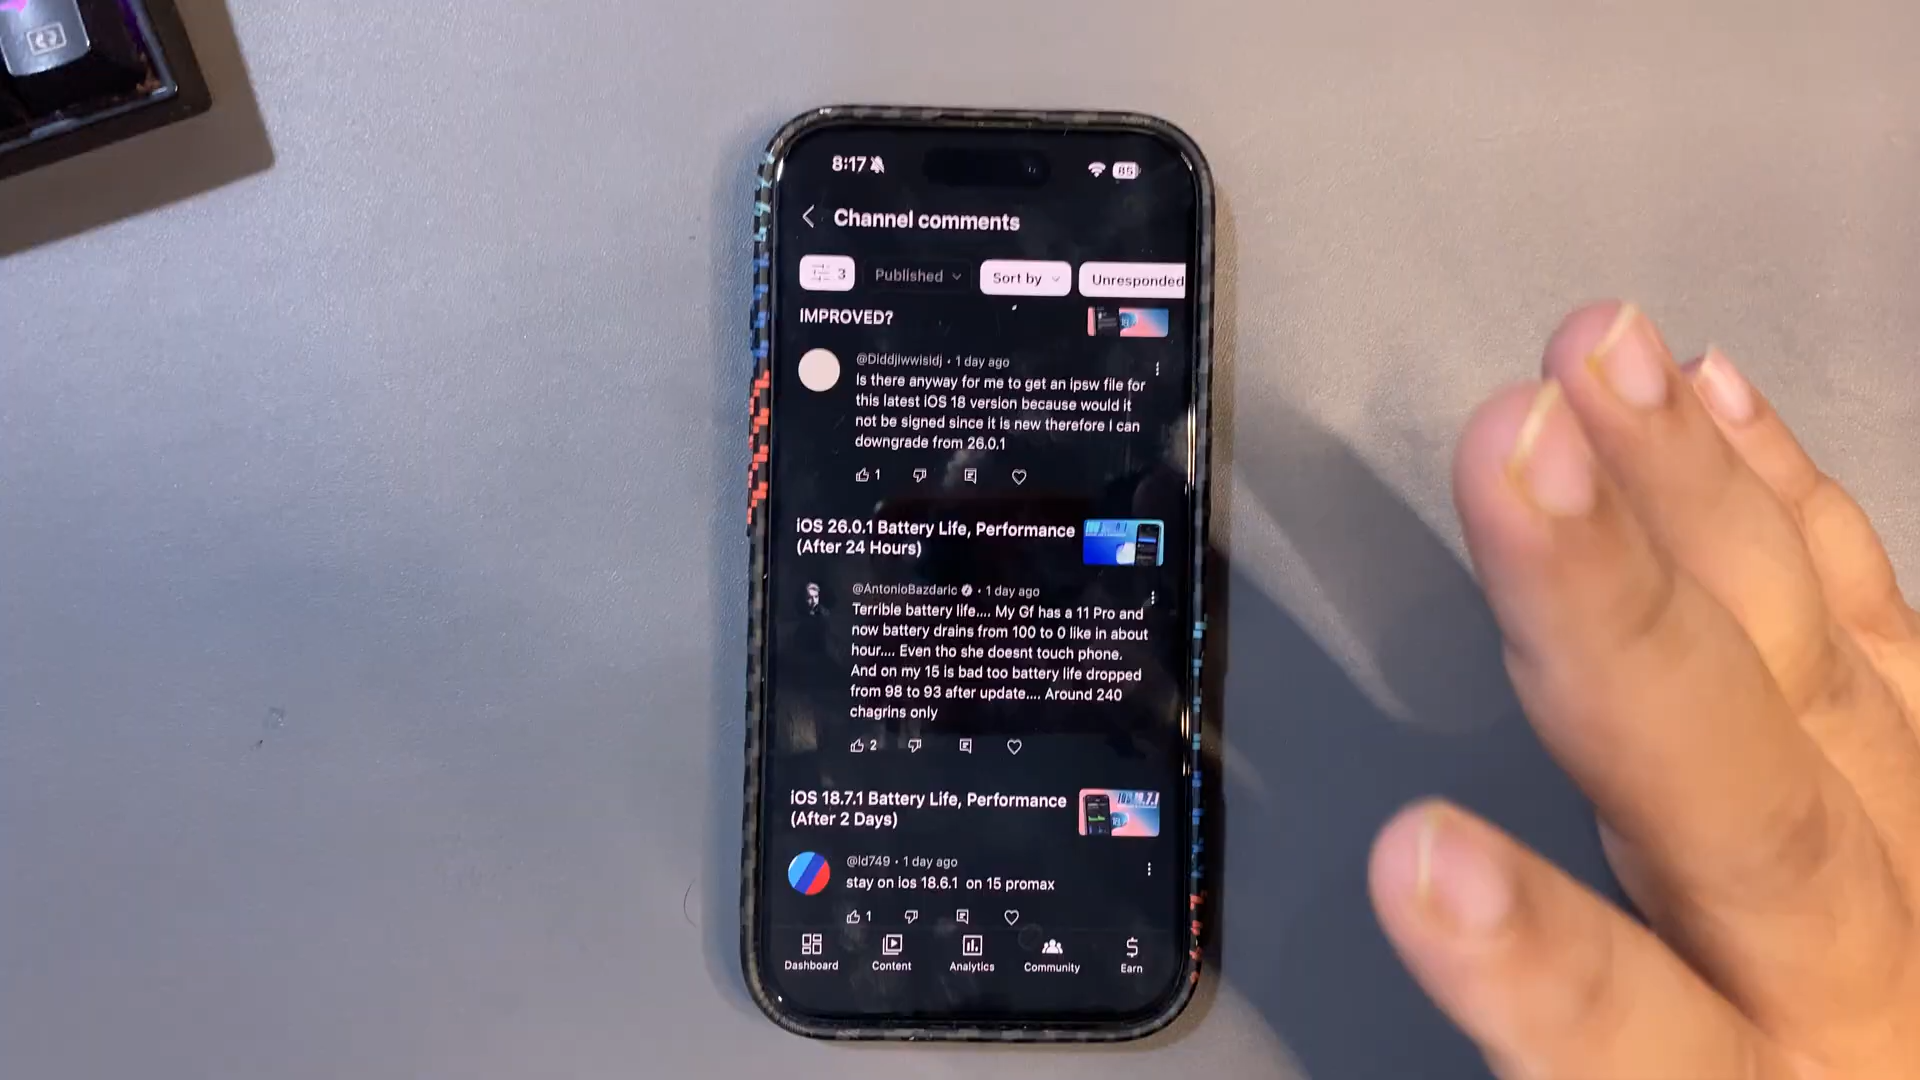 8:17
85
Channel comments
3
Published
Sort by
Unresponded
IMPROVED?
@Diddjiwwisidj • 1 day ago
Is there anyway for me to get an ipsw file for
this latest iOS 18 version because would it
not be signed since it is new therefore I can
downgrade from 26.0.1
1
iOS 26.0.1 Battery Life, Performance
(After 24 Hours)
@AntonioBazdaric • 1 day ago
Terrible battery life.... My Gf has a 11 Pro and
now battery drains from 100 to 0 like in about
hour.... Even tho she doesnt touch phone.
And on my 15 is bad too battery life dropped
from 98 to 93 after update.... Around 240
chagrins only
2
iOS 18.7.1 Battery Life, Performance
(After 2 Days)
@ld749 • 1 day ago
stay on ios 18.6.1 on 15 promax
1
Dashboard
Content
Analytics
Community
Earn